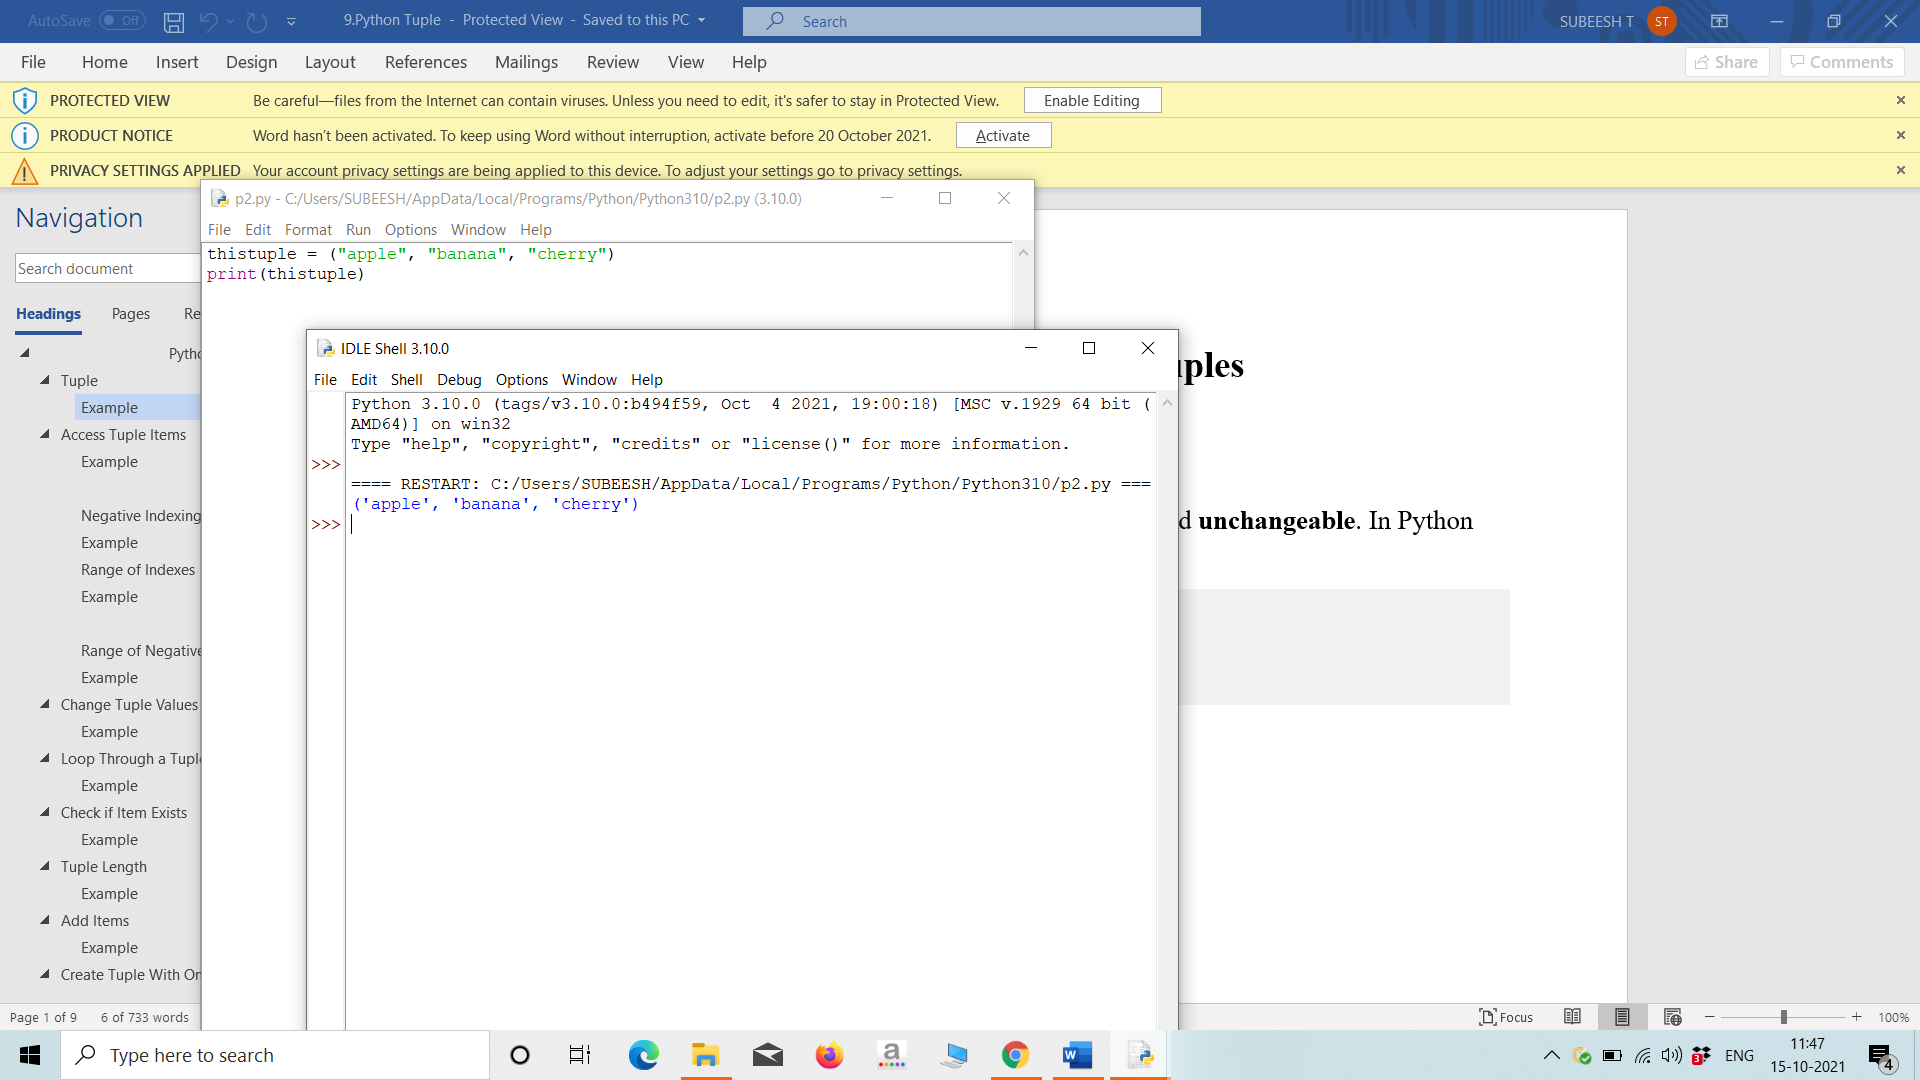 AutoSave Off 9.Python Tuple - Protected View - Saved to this PC Search SUBEESH T ST
File Home Insert Design Layout References Mailings Review View Help Share Comments
PROTECTED VIEW Be careful—files from the Internet can contain viruses. Unless you need to edit, it's safer to stay in Protected View. Enable Editing
PRODUCT NOTICE Word hasn't been activated. To keep using Word without interruption, activate before 20 October 2021. Activate
PRIVACY SETTINGS APPLIED Your account privacy settings are being applied to this device. To adjust your settings go to privacy settings.
Navigation
Search document
Headings Pages Re
Pytho
Tuple
Example
Access Tuple Items
Example
Negative Indexing
Example
Range of Indexes
Example
Range of Negative
Example
Change Tuple Values
Example
Loop Through a Tuple
Example
Check if Item Exists
Example
Tuple Length
Example
Add Items
Example
Create Tuple With On
p2.py - C:/Users/SUBEESH/AppData/Local/Programs/Python/Python310/p2.py (3.10.0)
File Edit Format Run Options Window Help
thistuple = ("apple", "banana", "cherry")
print(thistuple)
IDLE Shell 3.10.0
File Edit Shell Debug Options Window Help
Python 3.10.0 (tags/v3.10.0:b494f59, Oct  4 2021, 19:00:18) [MSC v.1929 64 bit (
AMD64)] on win32
Type "help", "copyright", "credits" or "license()" for more information.
>>>
==== RESTART: C:/Users/SUBEESH/AppData/Local/Programs/Python/Python310/p2.py ===
('apple', 'banana', 'cherry')
>>>
uples
d unchangeable. In Python
Page 1 of 9 6 of 733 words Focus 100%
Type here to search ENG 11:47
15-10-2021 4